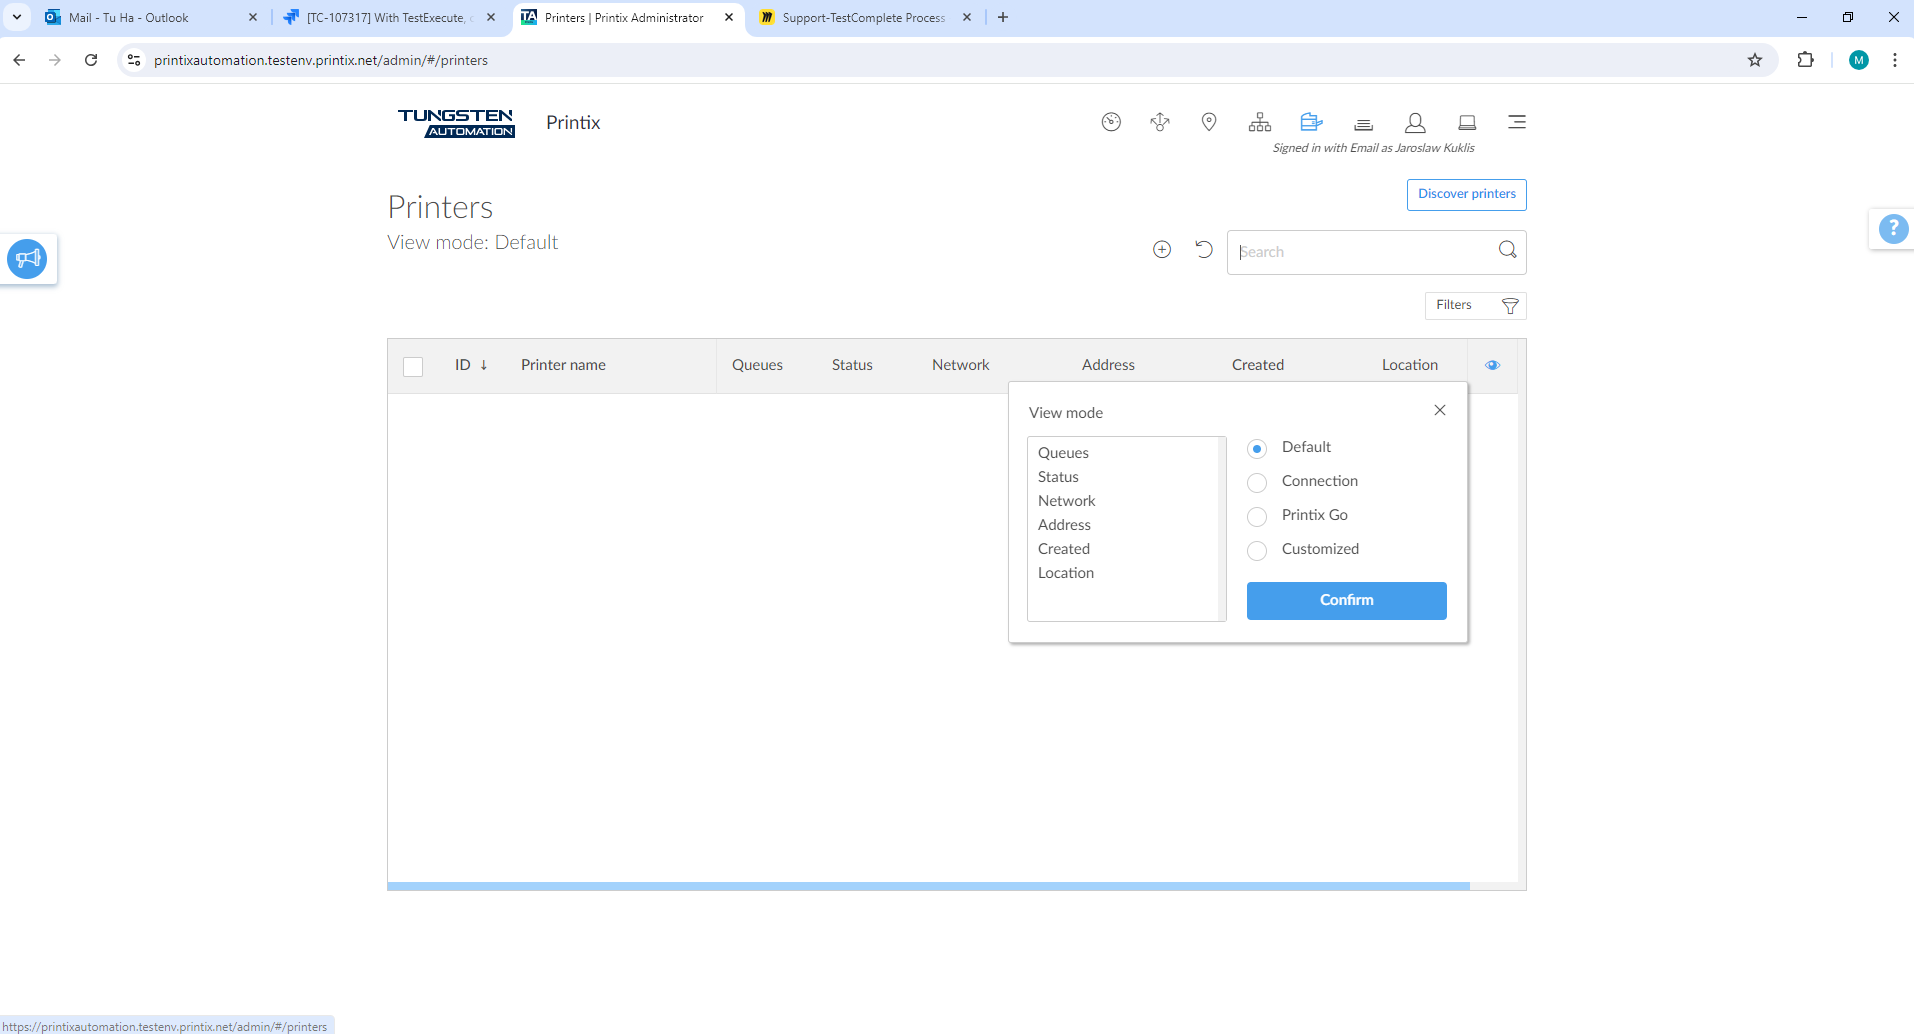 Mail - Tu Ha - Outlook
[TC-107317] With TestExecute,
TA
Printers | Printix Administrator
Support-TestComplete Process
printixautomation.testenv.printix.net/admin/#/printers
M
TUNGSTEN
AUTOMATION
Printix
Signed in with Email as Jaroslaw Kuklis
Discover printers
Printers
View mode: Default
Search
?
Filters
ID ↓ Printer name Queues Status Network Address Created Location
View mode
Queues
Status
Network
Address
Created
Location
Default
Connection
Printix Go
Customized
Confirm
https://printixautomation.testenv.printix.net/admin/#/printers